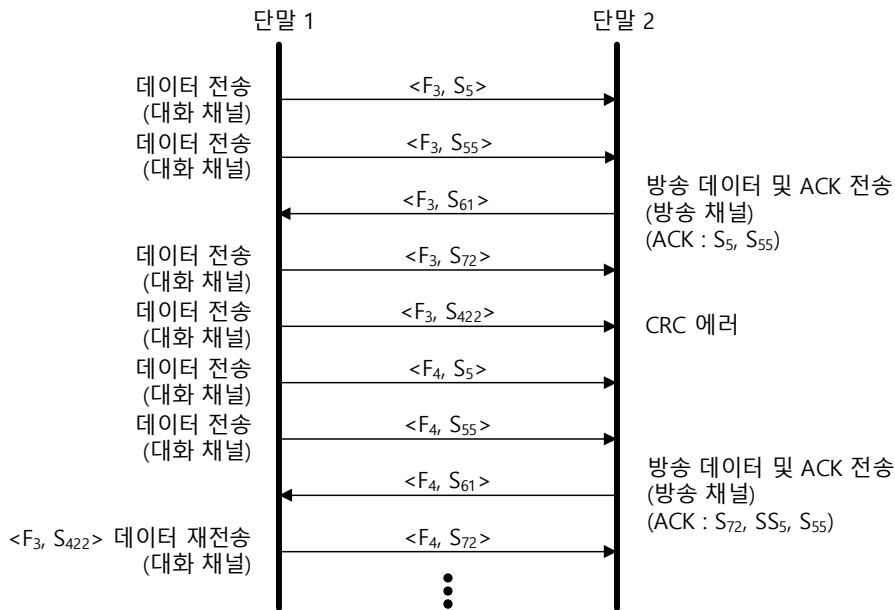 단말 1
단말 2
데이터 전송
(대화 채널)
<F₃, S₅>
데이터 전송
(대화 채널)
<F₃, S₅₅>
<F₃, S₆₁>
방송 데이터 및 ACK 전송
(방송 채널)
(ACK : S₅, S₅₅)
데이터 전송
(대화 채널)
<F₃, S₇₂>
데이터 전송
(대화 채널)
<F₃, S₄₂₂>
CRC 에러
데이터 전송
(대화 채널)
<F₄, S₅>
데이터 전송
(대화 채널)
<F₄, S₅₅>
<F₄, S₆₁>
방송 데이터 및 ACK 전송
(방송 채널)
(ACK : S₇₂, SS₅, S₅₅)
<F₃, S₄₂₂> 데이터 재전송
(대화 채널)
<F₄, S₇₂>